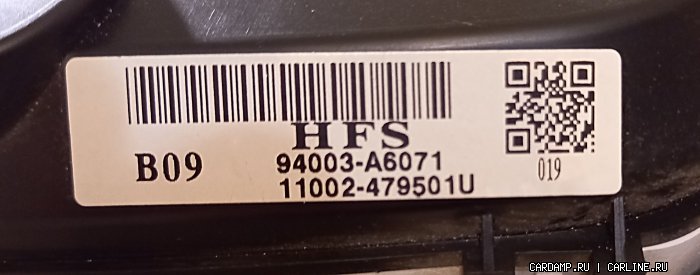 HFS
B09
94003-A6071
11002-479501U
019
CARDAMP.RU | CARLINE.RU